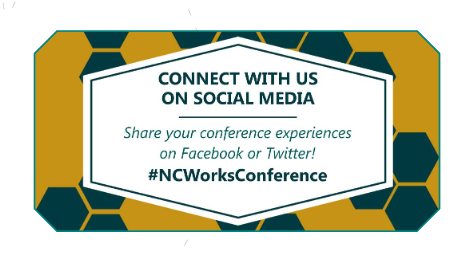 CONNECT WITH US
ON SOCIAL MEDIA
Share your conference experiences
on Facebook or Twitter!
#NCWorksConference